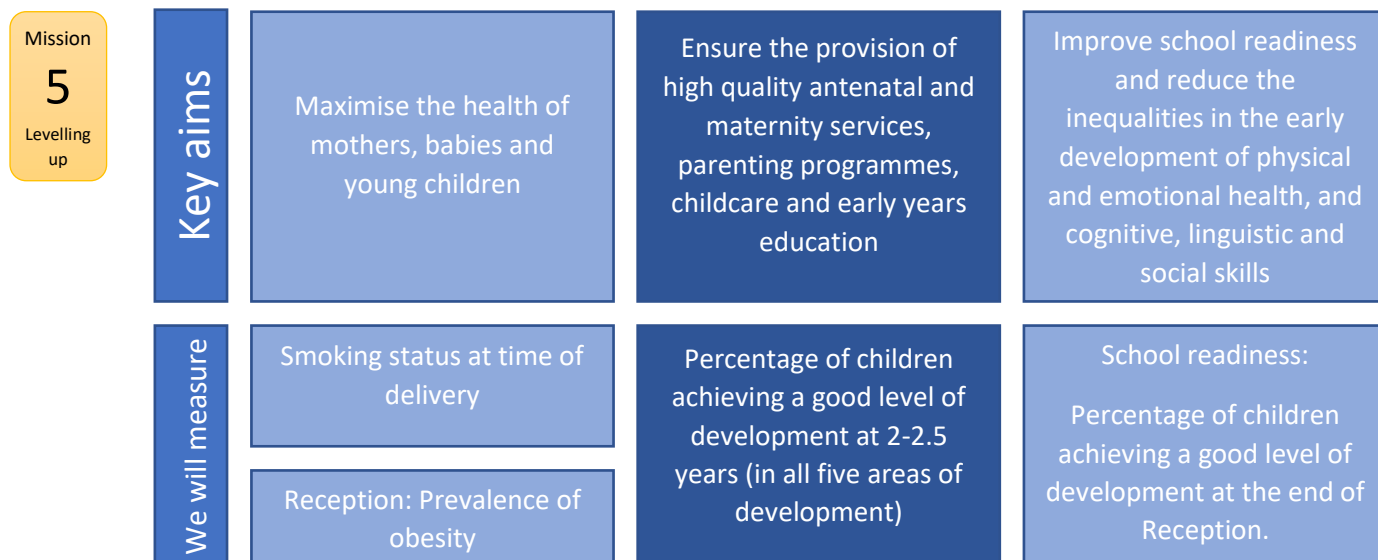 Mission
5
Levelling
up
Key aims
Maximise the health of
mothers, babies and
young children
Ensure the provision of
high quality antenatal and
maternity services,
parenting programmes,
childcare and early years
education
Improve school readiness
and reduce the
inequalities in the early
development of physical
and emotional health, and
cognitive, linguistic and
social skills
We will measure
Smoking status at time of
delivery
Reception: Prevalence of
obesity
Percentage of children
achieving a good level of
development at 2-2.5
years (in all five areas of
development)
School readiness:
Percentage of children
achieving a good level of
development at the end of
Reception.